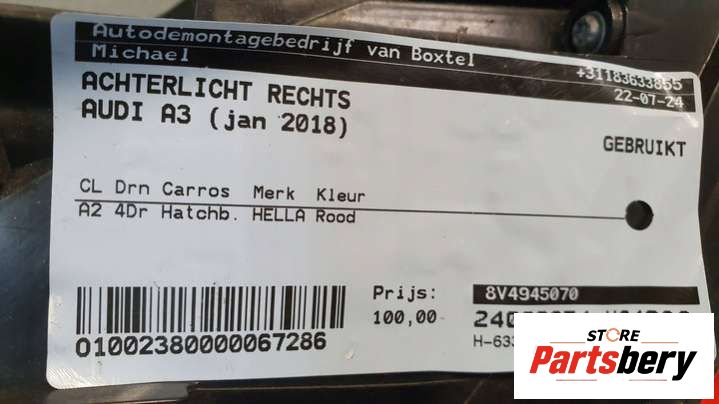 Autodemontagebedrijf van Boxtel
Michael
+31183633855
22-07-24
ACHTERLICHT RECHTS
AUDI A3 (jan 2018)
GEBRUIKT
CL Drn Carros Merk Kleur
A2 4Dr Hatchb. HELLA Rood
Prijs:
100,00
8V4945070
01002380000067286
STORE
Partsbery